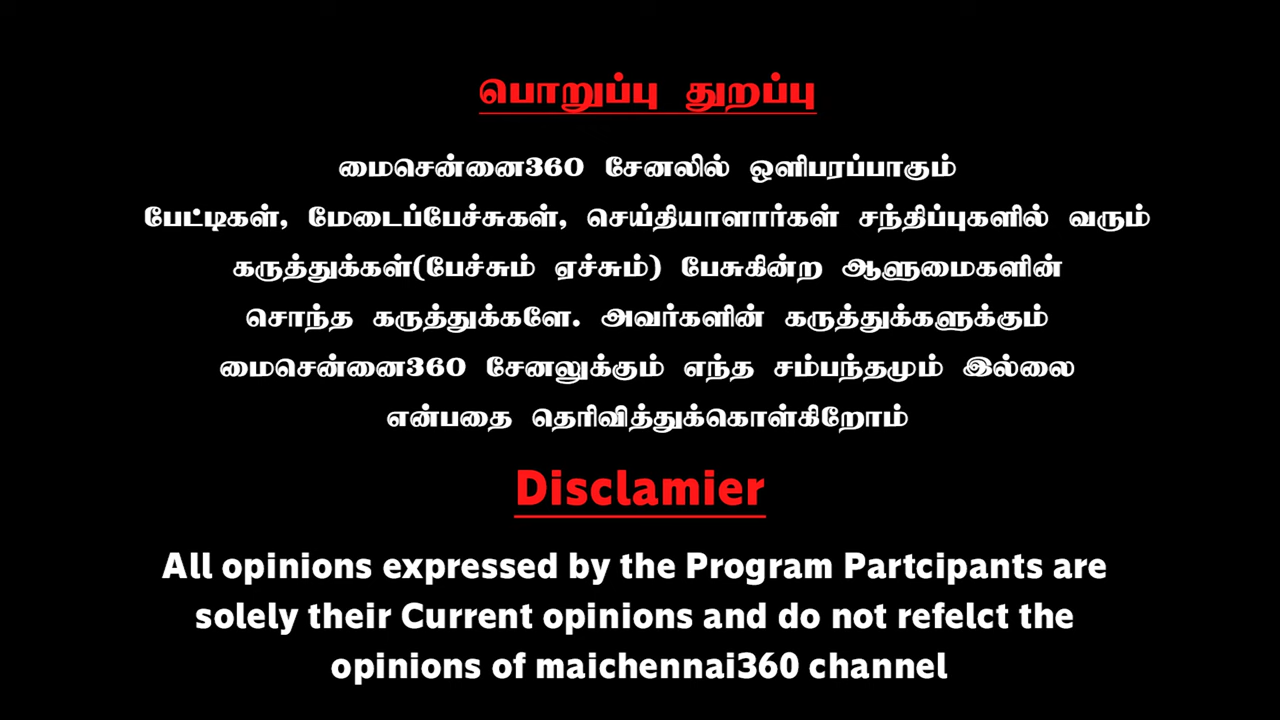 பொறுப்பு துறப்பு
மைசென்னை360 சேனலில் ஒளிபரப்பாகும்
பேட்டிகள், மேடைப்பேச்சுகள், செய்தியாளார்கள் சந்திப்புகளில் வரும்
கருத்துக்கள்(பேச்சும் ஏச்சும்) பேசுகின்ற ஆளுமைகளின்
சொந்த கருத்துக்களே. அவர்களின் கருத்துக்களுக்கும்
மைசென்னை360 சேனலுக்கும் எந்த சம்பந்தமும் இல்லை
என்பதை தெரிவித்துக்கொள்கிறோம்
Disclamier
All opinions expressed by the Program Partcipants are
solely their Current opinions and do not refelct the
opinions of maichennai360 channel